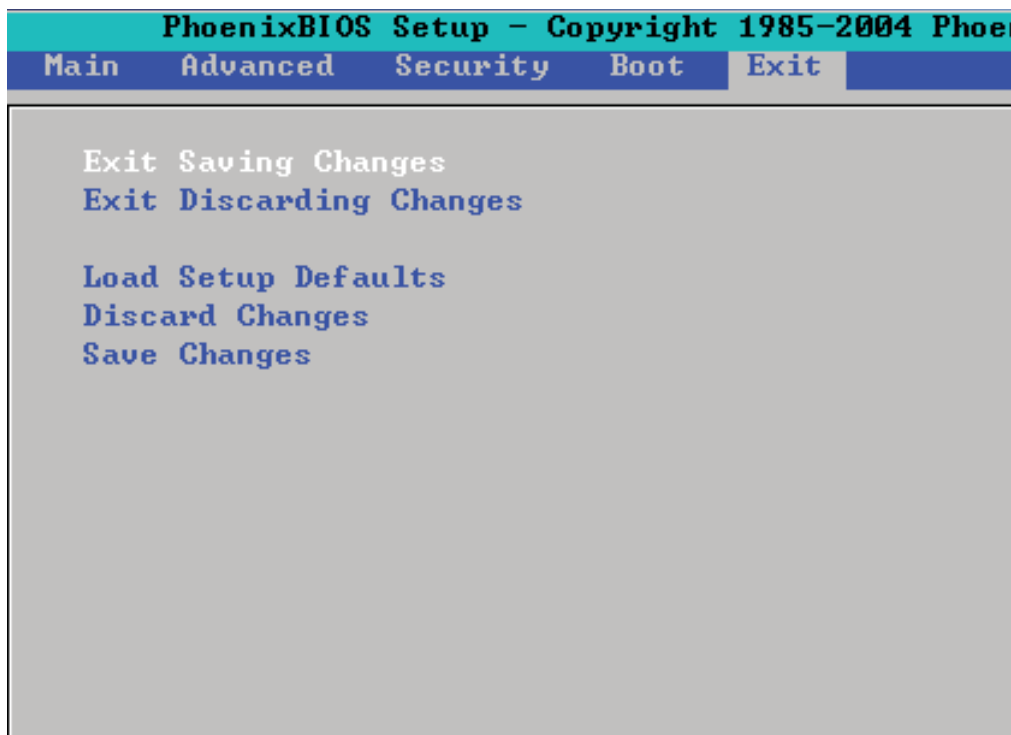 PhoenixBIOS Setup - Copyright 1985-2004
Main Advanced Security Boot Exit
Exit Saving Changes
Exit Discarding Changes
Load Setup Defaults
Discard Changes
Save Changes